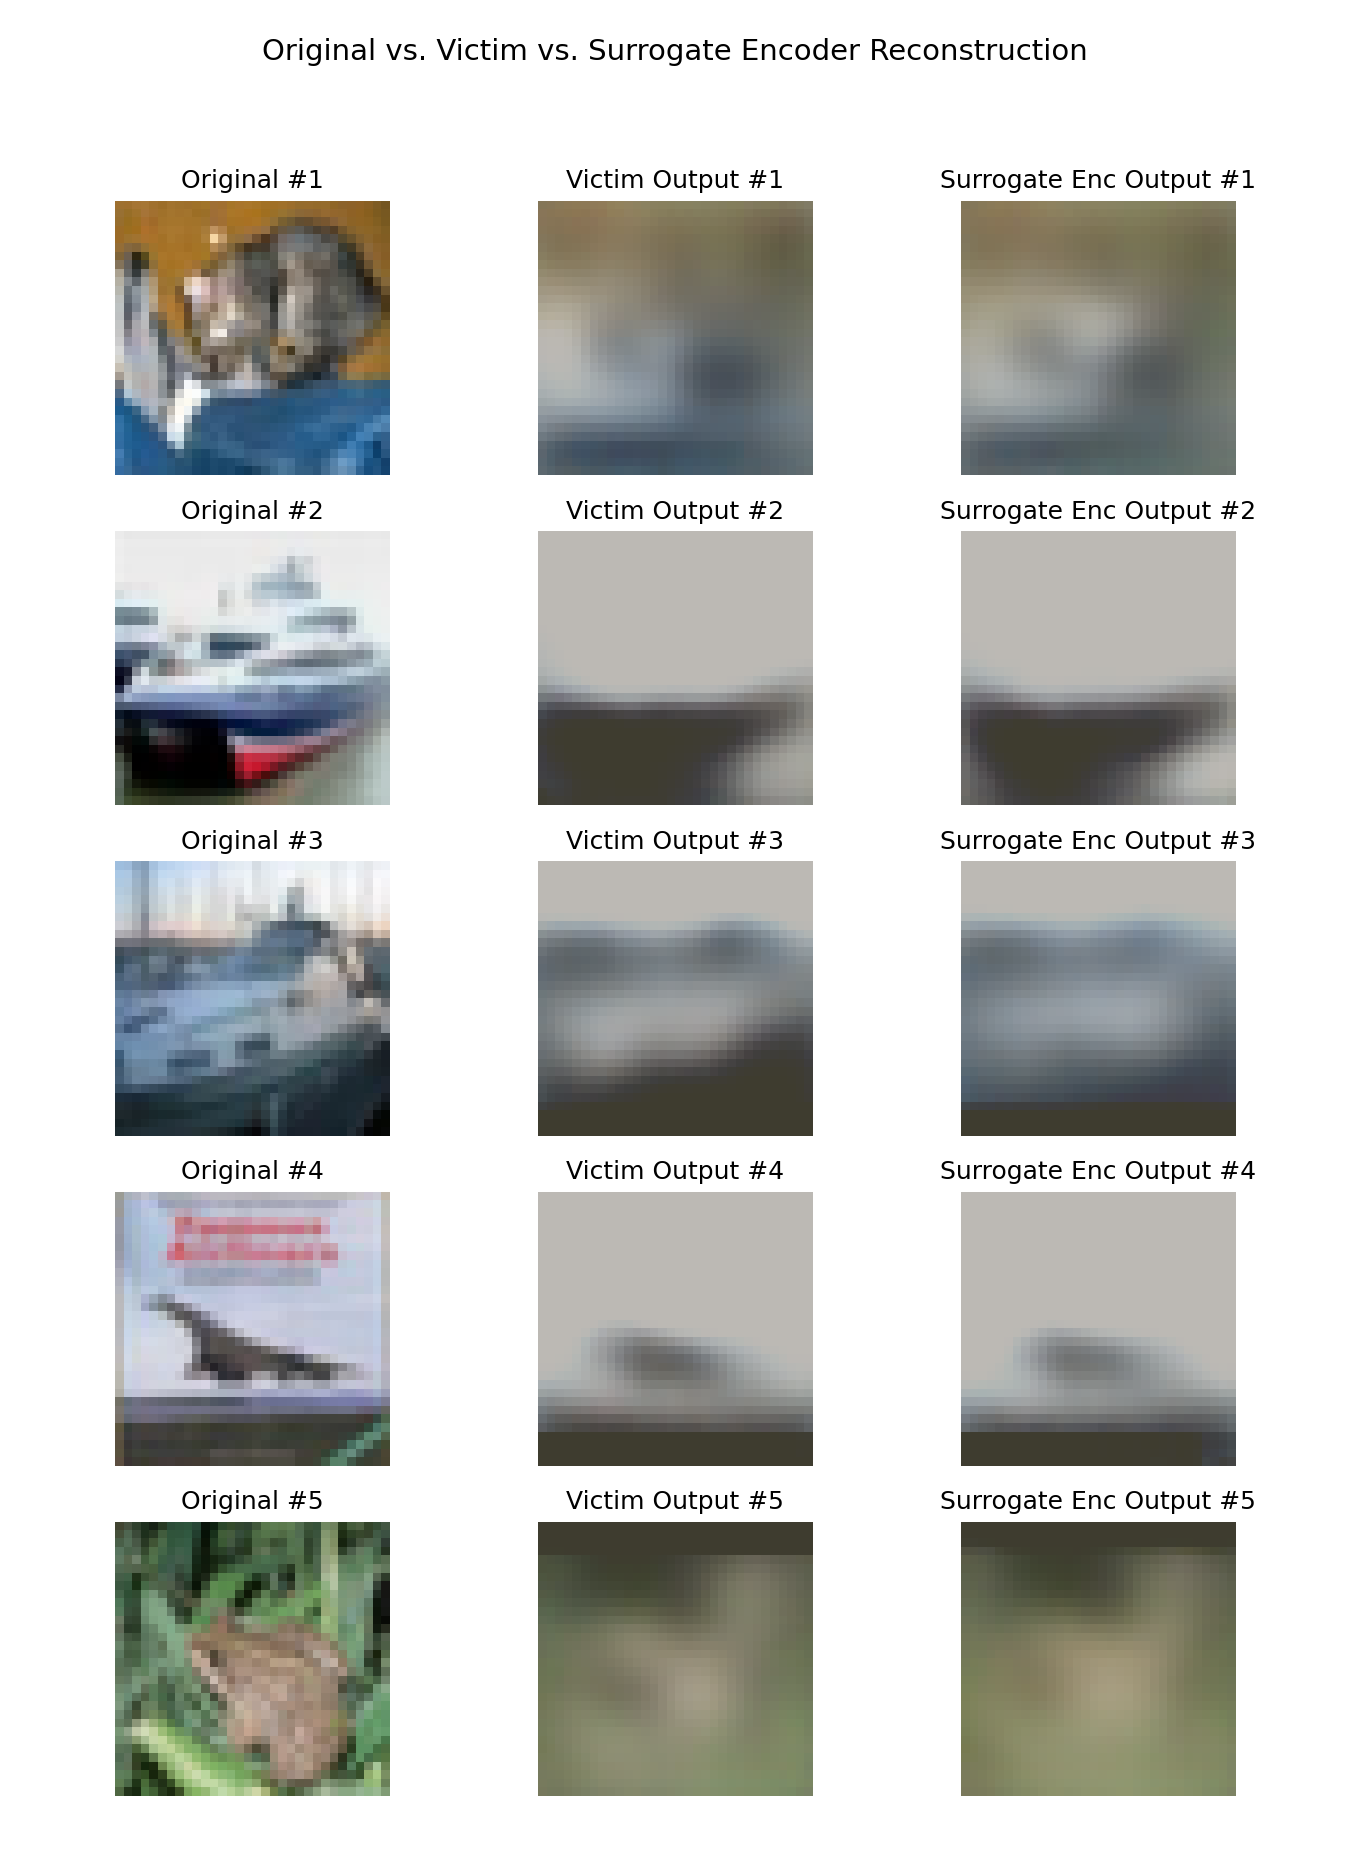 Original vs. Victim vs. Surrogate Encoder Reconstruction
Original #1
Victim Output #1
Surrogate Enc Output #1
Original #2
Victim Output #2
Surrogate Enc Output #2
Original #3
Victim Output #3
Surrogate Enc Output #3
Original #4
Victim Output #4
Surrogate Enc Output #4
Original #5
Victim Output #5
Surrogate Enc Output #5